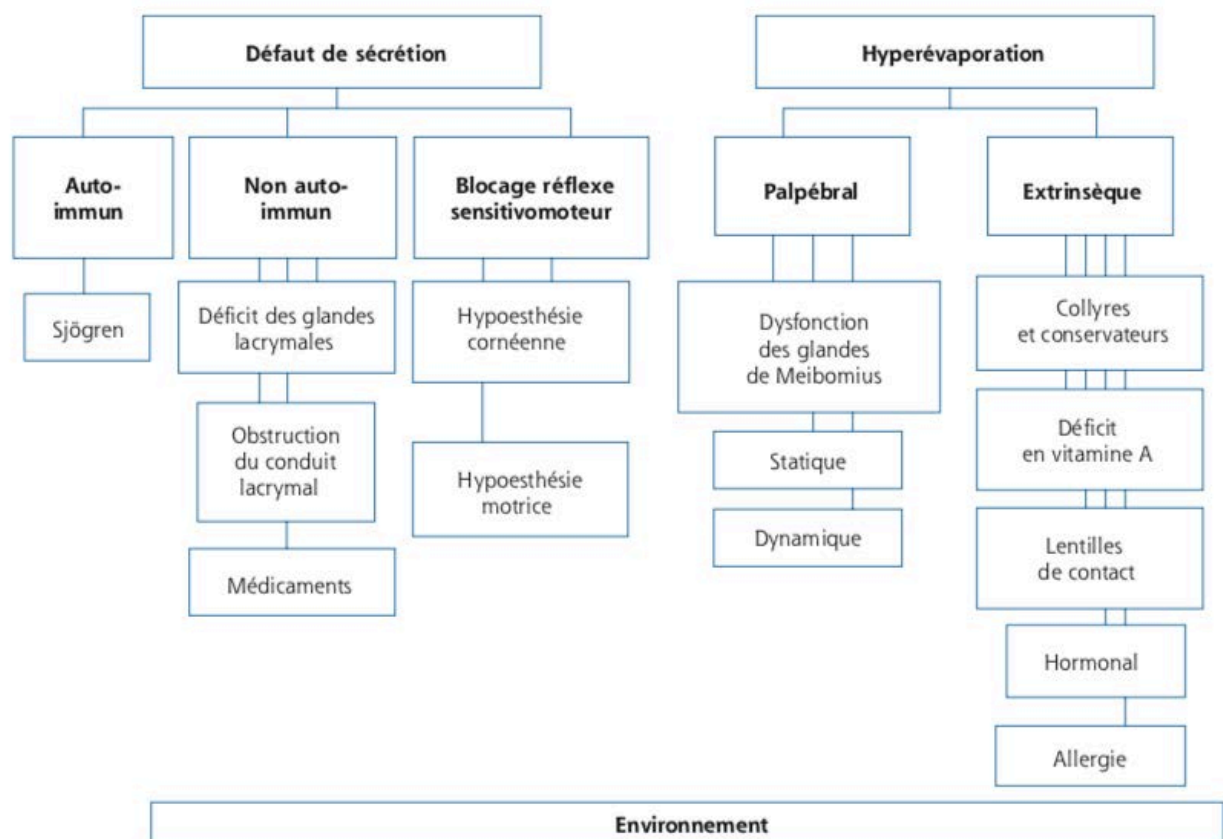 Défaut de sécrétion
Hyperévaporation
Auto-
immun
Non auto-
immun
Blocage réflexe
sensitivomoteur
Palpébral
Extrinsèque
Sjögren
Déficit des glandes
lacrymales
Hypoesthésie
cornéenne
Dysfonction
des glandes
de Meibomius
Collyres
et conservateurs
Obstruction
du conduit
lacrymal
Hypoesthésie
motrice
Statique
Déficit
en vitamine A
Médicaments
Dynamique
Lentilles
de contact
Hormonal
Allergie
Environnement